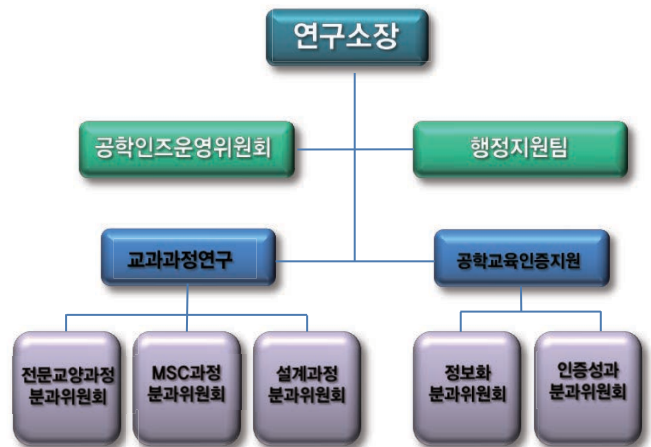 연구소장
공학인즈운영위원회
행정지원팀
교과과정연구
공학교육인증지원
전문교양과정
분과위원회
MSC과정
분과위원회
설계과정
분과위원회
정보화
분과위원회
인증성과
분과위원회